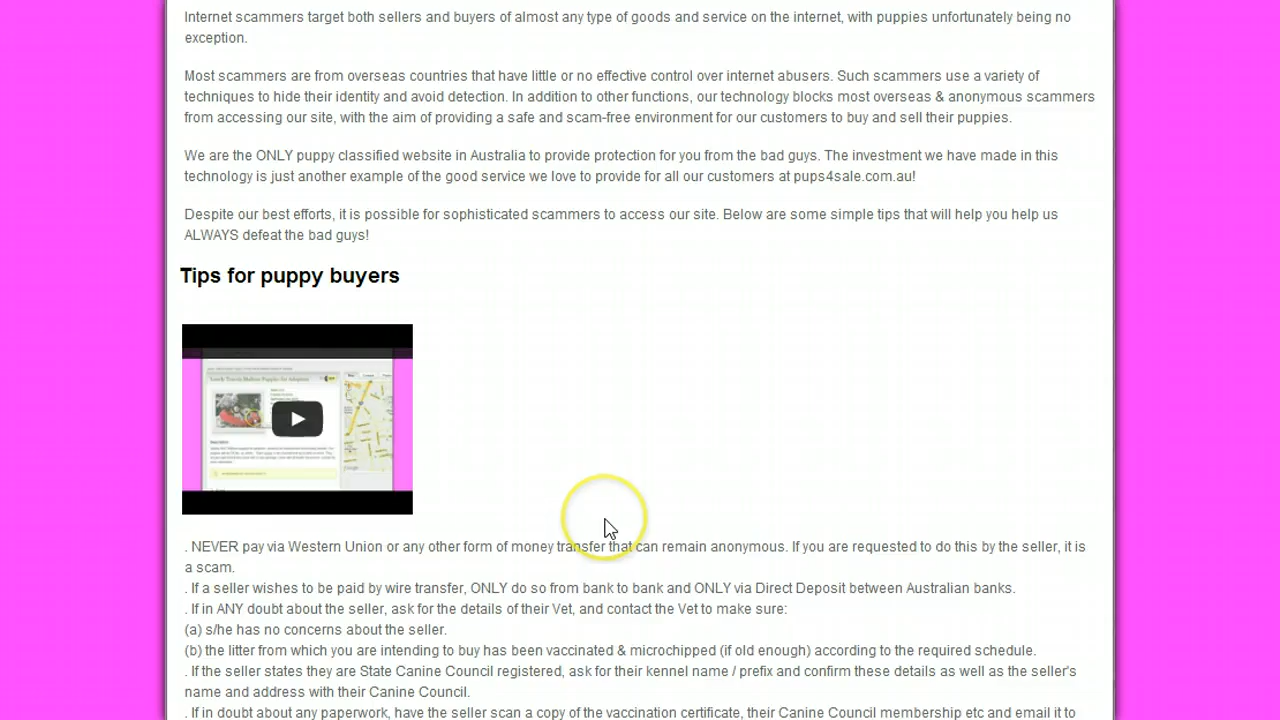 Internet scammers target both sellers and buyers of almost any type of goods and service on the internet, with puppies unfortunately being no
exception.
Most scammers are from overseas countries that have little or no effective control over internet abusers. Such scammers use a variety of
techniques to hide their identity and avoid detection. In addition to other functions, our technology blocks most overseas & anonymous scammers
from accessing our site, with the aim of providing a safe and scam-free environment for our customers to buy and sell their puppies.
We are the ONLY puppy classified website in Australia to provide protection for you from the bad guys. The investment we have made in this
technology is just another example of the good service we love to provide for all our customers at pups4sale.com.au!
Despite our best efforts, it is possible for sophisticated scammers to access our site. Below are some simple tips that will help you help us
ALWAYS defeat the bad guys!
Tips for puppy buyers
. NEVER pay via Western Union or any other form of money transfer that can remain anonymous. If you are requested to do this by the seller, it is
a scam.
. If a seller wishes to be paid by wire transfer, ONLY do so from bank to bank and ONLY via Direct Deposit between Australian banks.
. If in ANY doubt about the seller, ask for the details of their Vet, and contact the Vet to make sure:
(a) s/he has no concerns about the seller.
(b) the litter from which you are intending to buy has been vaccinated & microchipped (if old enough) according to the required schedule.
. If the seller states they are State Canine Council registered, ask for their kennel name / prefix and confirm these details as well as the seller's
name and address with their Canine Council.
. If in doubt about any paperwork, have the seller scan a copy of the vaccination certificate, their Canine Council membership etc and email it to